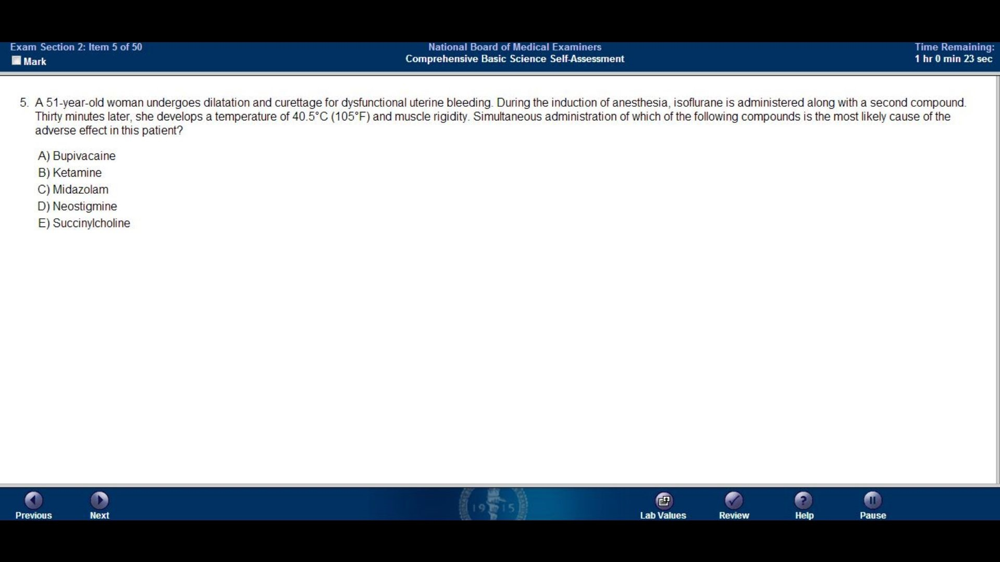 Exam Section 2: Item 5 of 50
National Board of Medical Examiners
Time Remaining:
Mark
Comprehensive Basic Science Self-Assessment
1 hr 0 min 23 sec
5. A 51-year-old woman undergoes dilatation and curettage for dysfunctional uterine bleeding. During the induction of anesthesia, isoflurane is administered along with a second compound.
Thirty minutes later, she develops a temperature of 40.5°C (105°F) and muscle rigidity. Simultaneous administration of which of the following compounds is the most likely cause of the
adverse effect in this patient?
A) Bupivacaine
B) Ketamine
C) Midazolam
D) Neostigmine
E) Succinylcholine
1915
Previous
Next
Lab Values
Review
Help
Pause